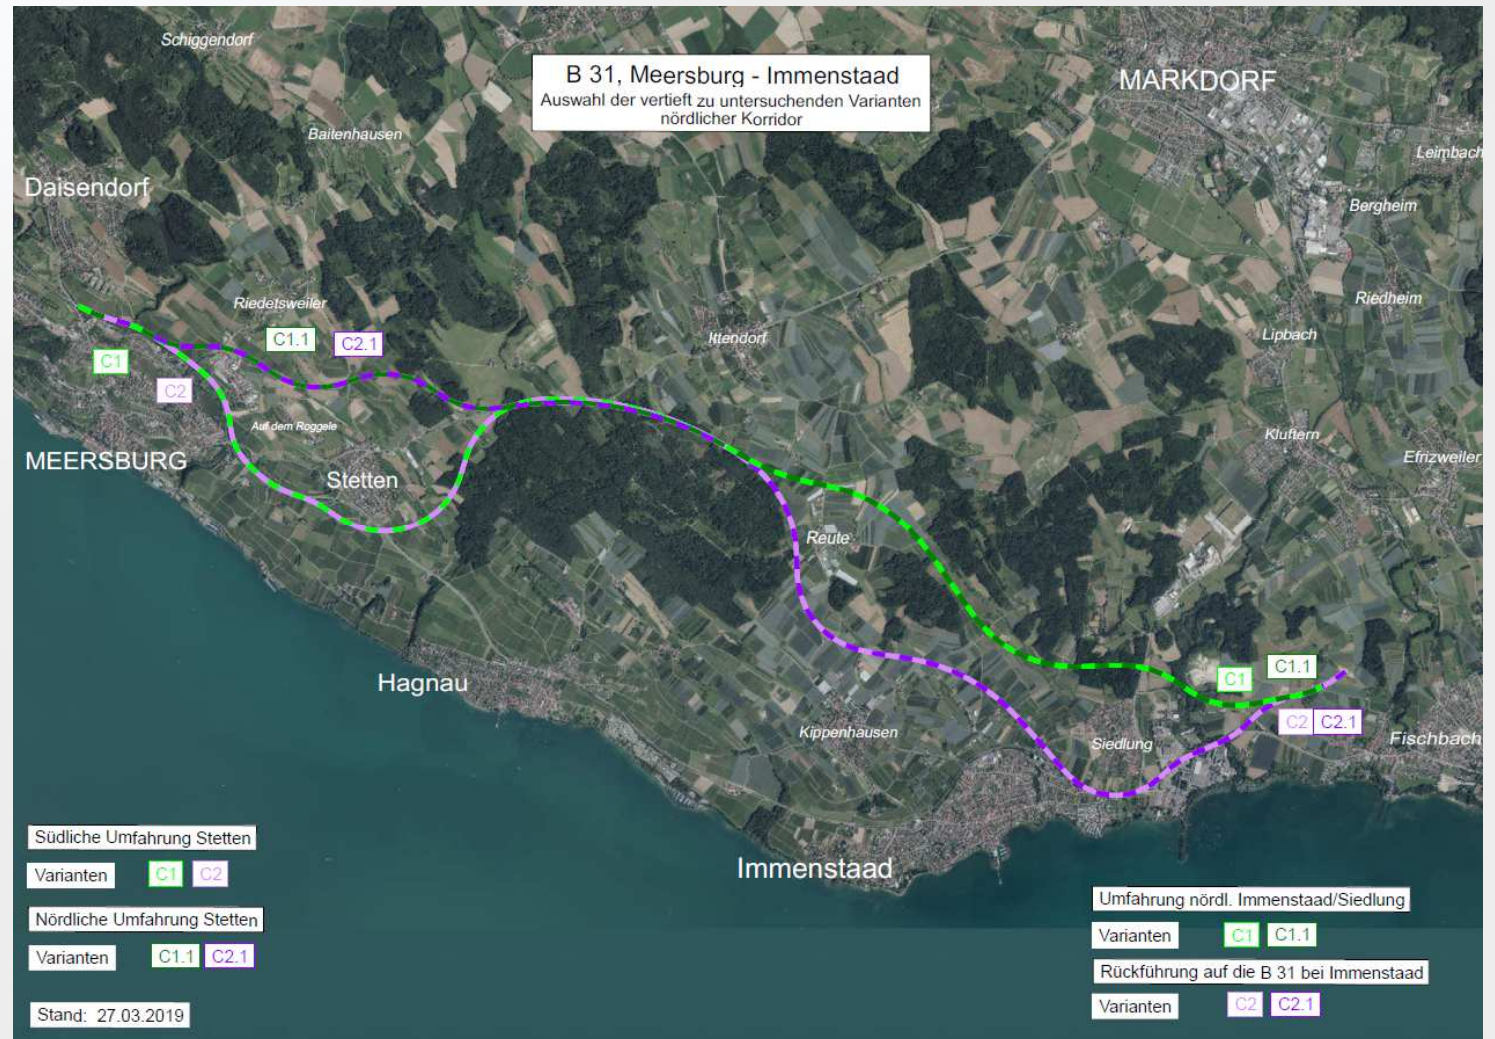 Schiggendorf
B 31, Meersburg - Immenstaad
Auswahl der vertieft zu untersuchenden Varianten
nördlicher Korridor
MARKDORF
Baitenhausen
Leimbach
Daisendorf
Bergheim
Riedetsweiler
Riedheim
C1.1 C2.1
Ittendorf
Lipbach
C1
C2
Auf dem Roggele
Kluftern
MEERSBURG
Efrizweiler
Stetten
Reute
C1 C1.1
Hagnau
C2 C2.1
Kippenhausen
Siedlung
Fischbach
Immenstaad
Südliche Umfahrung Stetten
Varianten C1 C2
Nördliche Umfahrung Stetten
Varianten C1.1 C2.1
Stand: 27.03.2019
Umfahrung nördl. Immenstaad/Siedlung
Varianten C1 C1.1
Rückführung auf die B 31 bei Immenstaad
Varianten C2 C2.1